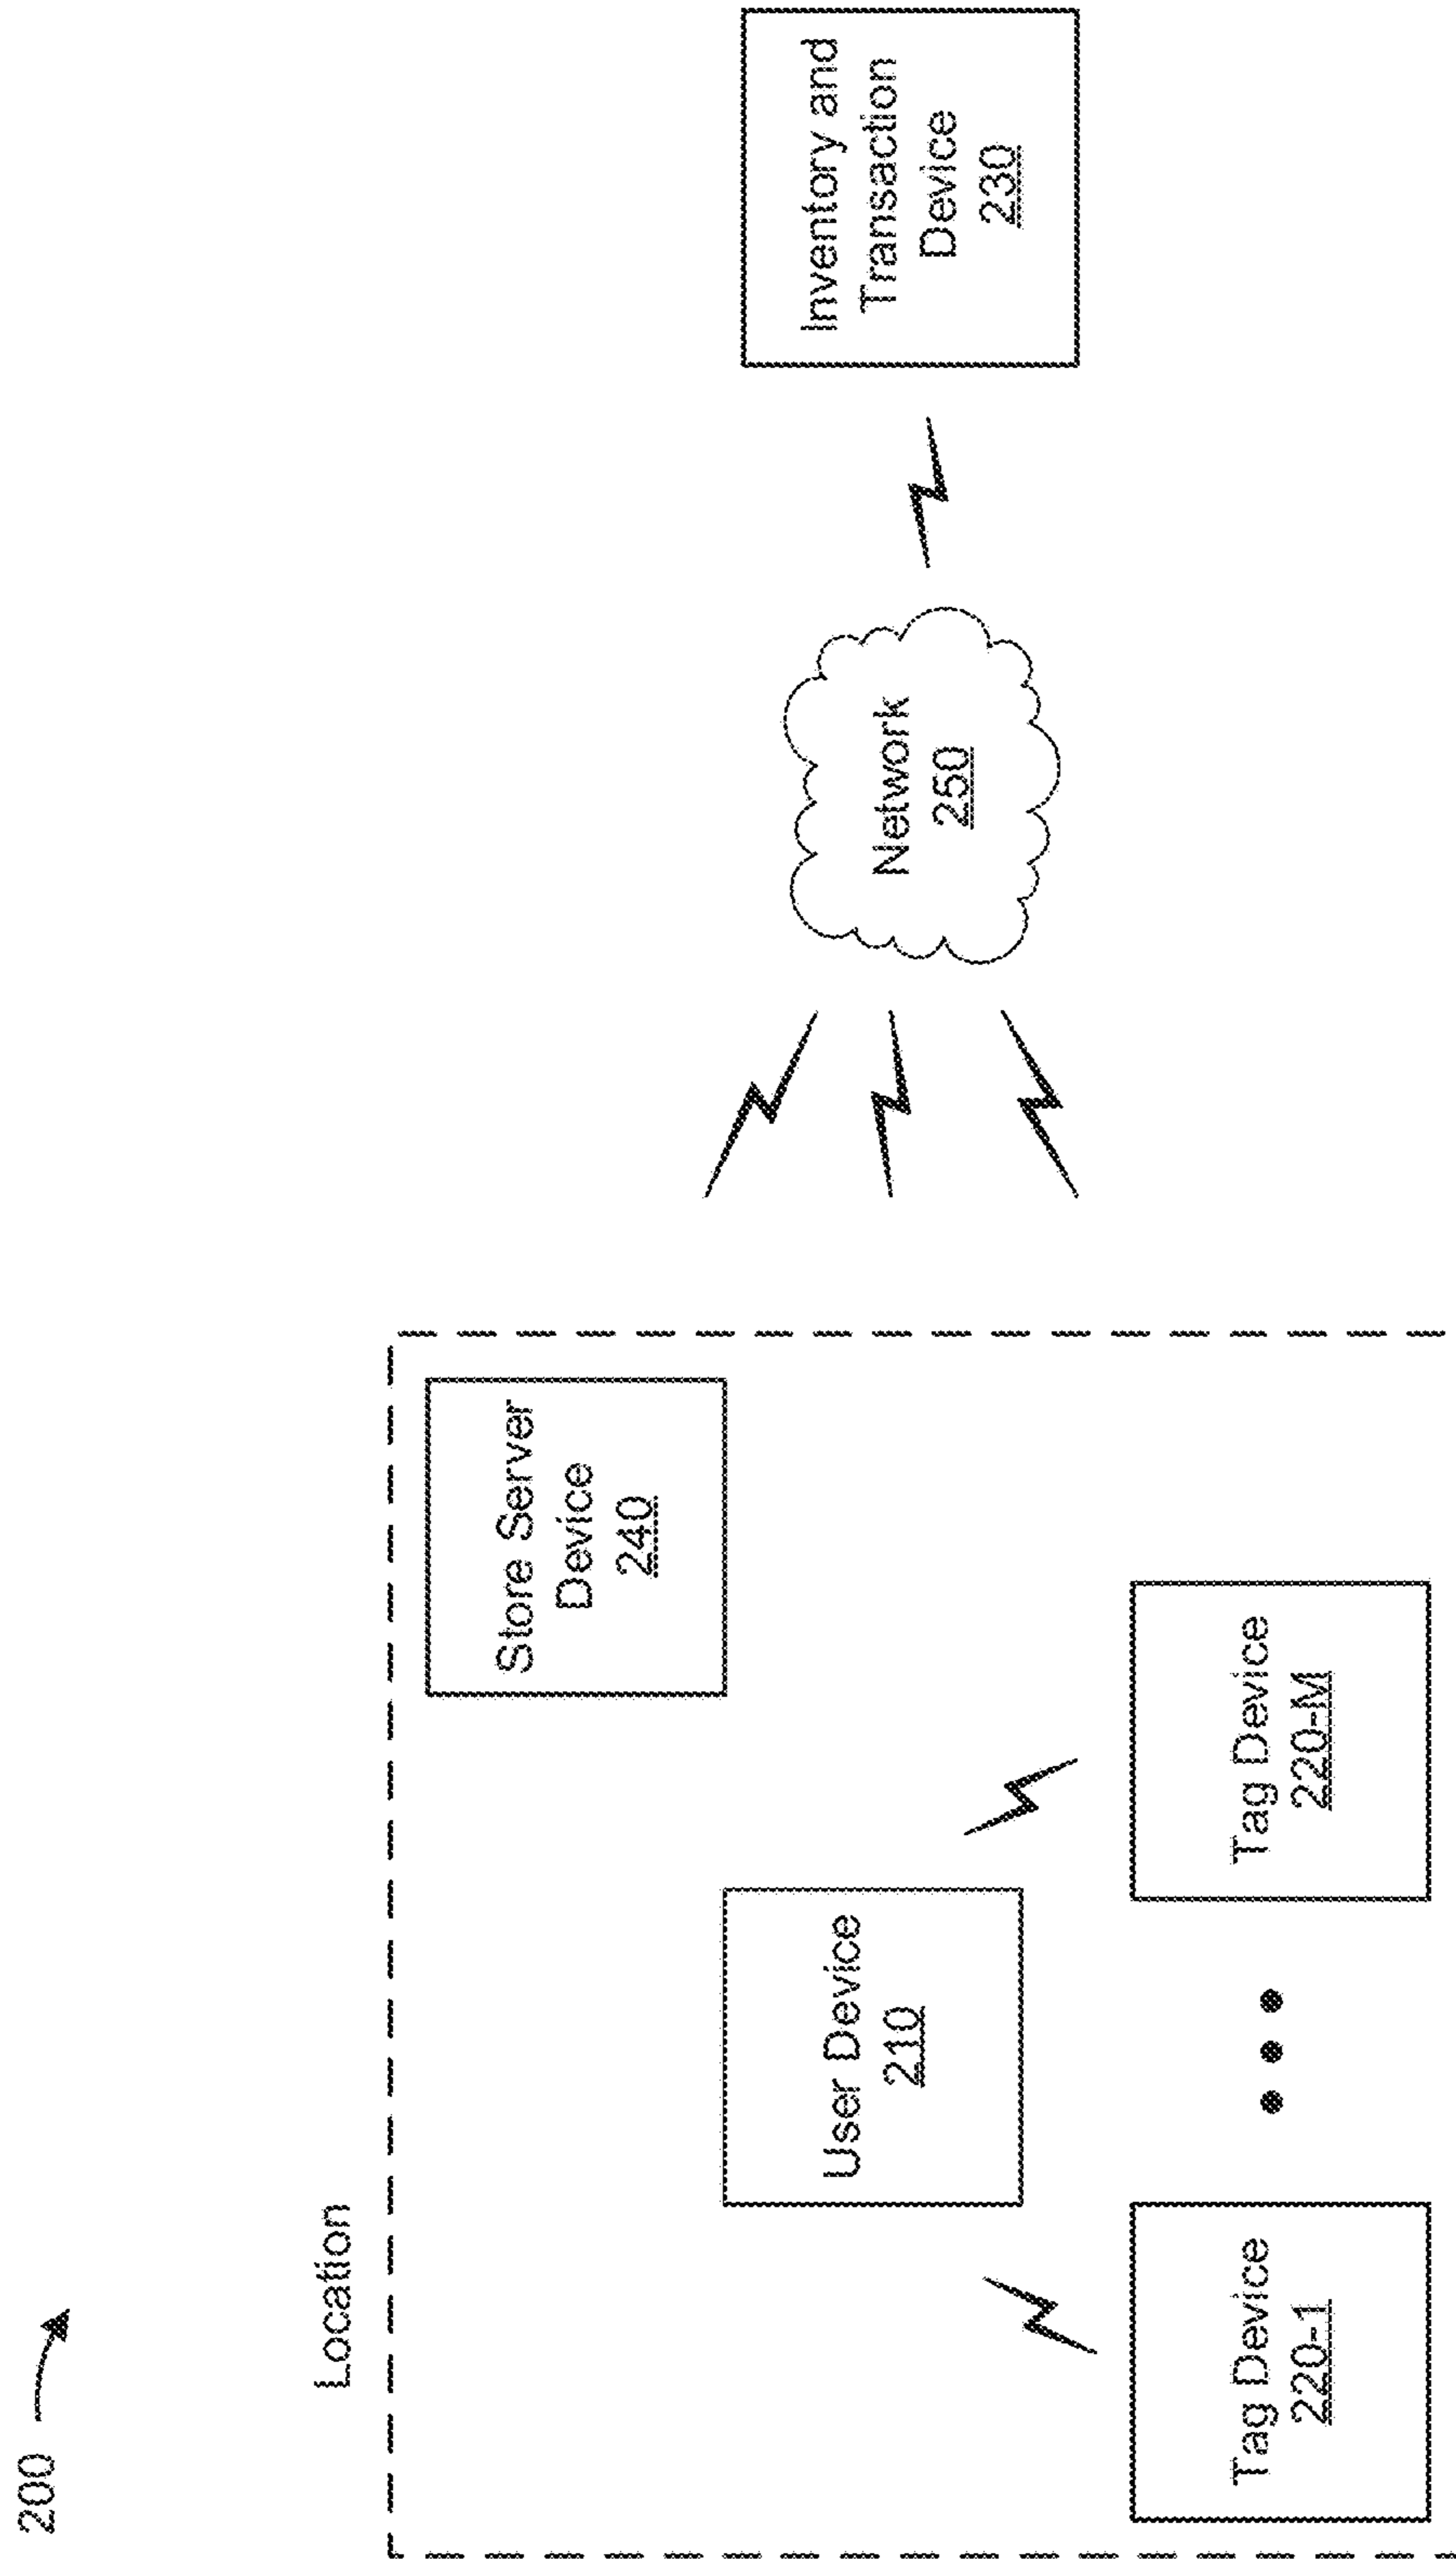 200
Location
Store Server
Device
240
User Device
210
Tag Device
220-1
Tag Device
220-M
Network
250
Inventory and
Transaction
Device
230